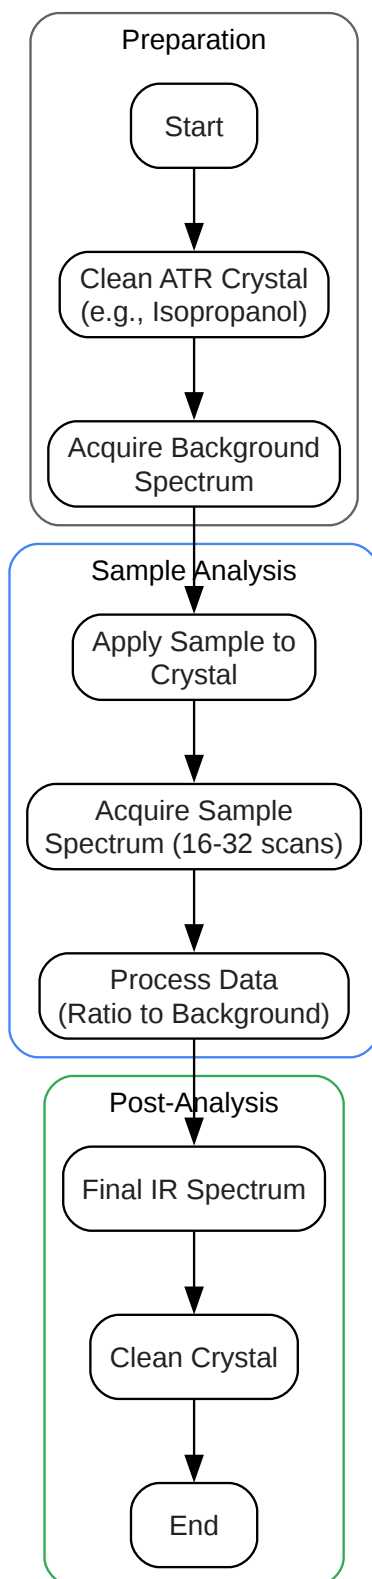 Preparation
Start
Clean ATR Crystal
(e.g., Isopropanol)
Acquire Background
Spectrum
Sample Analysis
Apply Sample to
Crystal
Acquire Sample
Spectrum (16-32 scans)
Process Data
(Ratio to Background)
Post-Analysis
Final IR Spectrum
Clean Crystal
End